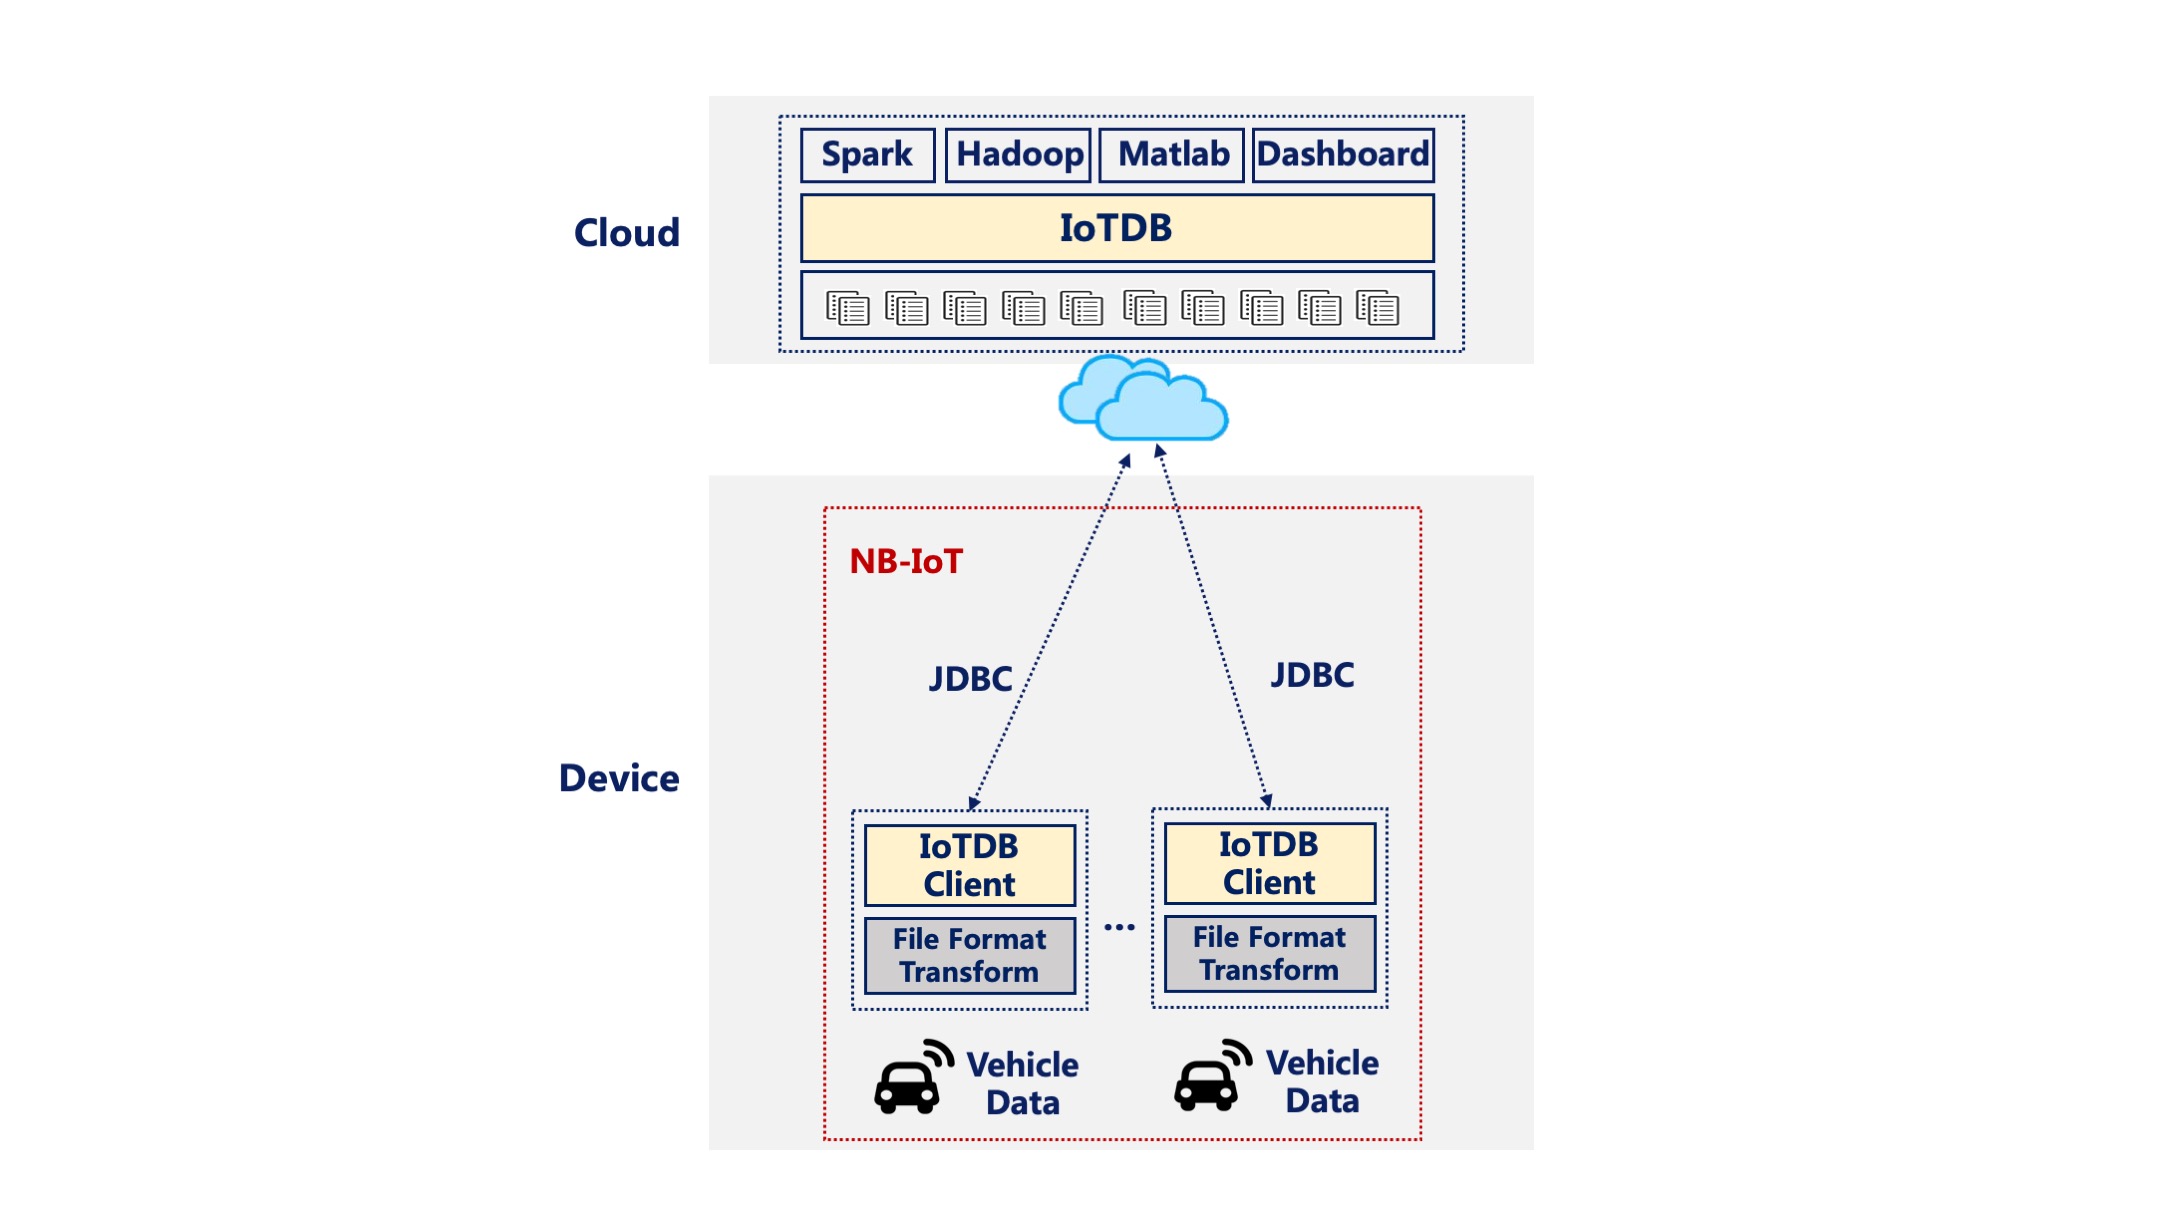 Spark
Hadoop
Matlab
Dashboard
Cloud
IoTDB
NB-IoT
JDBC
JDBC
Device
IoTDB
Client
File Format
Transform
...
IoTDB
Client
File Format
Transform
Vehicle
Data
Vehicle
Data